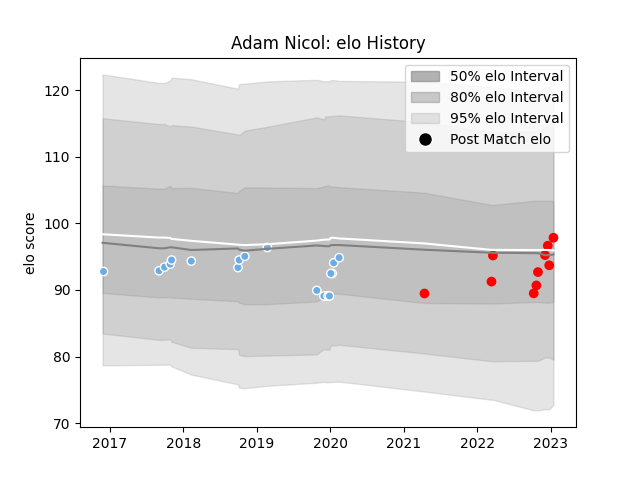 Adam Nicol: elo History
50% elo Interval
80% elo Interval
95% elo Interval
Post Match elo
elo score
120
110
100
90
80
70
2017 2018 2019 2020 2021 2022 2023